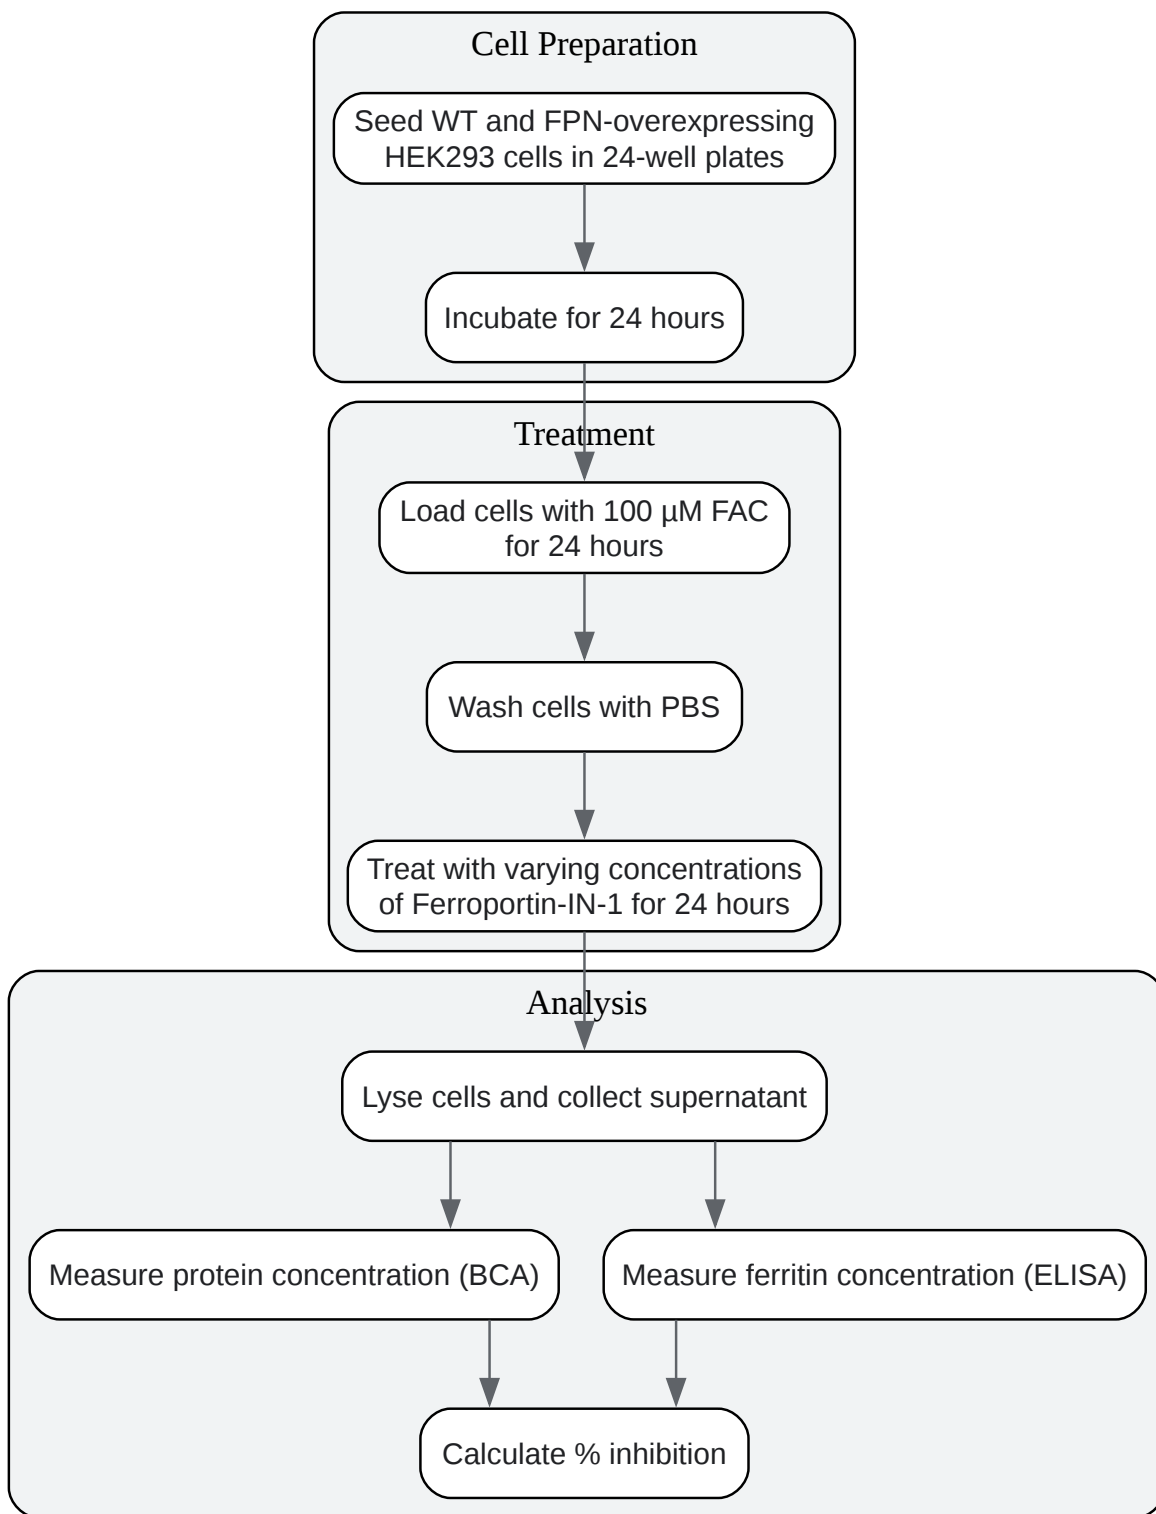 Cell Preparation
Seed WT and FPN-overexpressing
HEK293 cells in 24-well plates
Incubate for 24 hours
Treatment
Load cells with 100 µM FAC
for 24 hours
Wash cells with PBS
Treat with varying concentrations
of Ferroportin-IN-1 for 24 hours
Analysis
Lyse cells and collect supernatant
Measure protein concentration (BCA)
Measure ferritin concentration (ELISA)
Calculate % inhibition